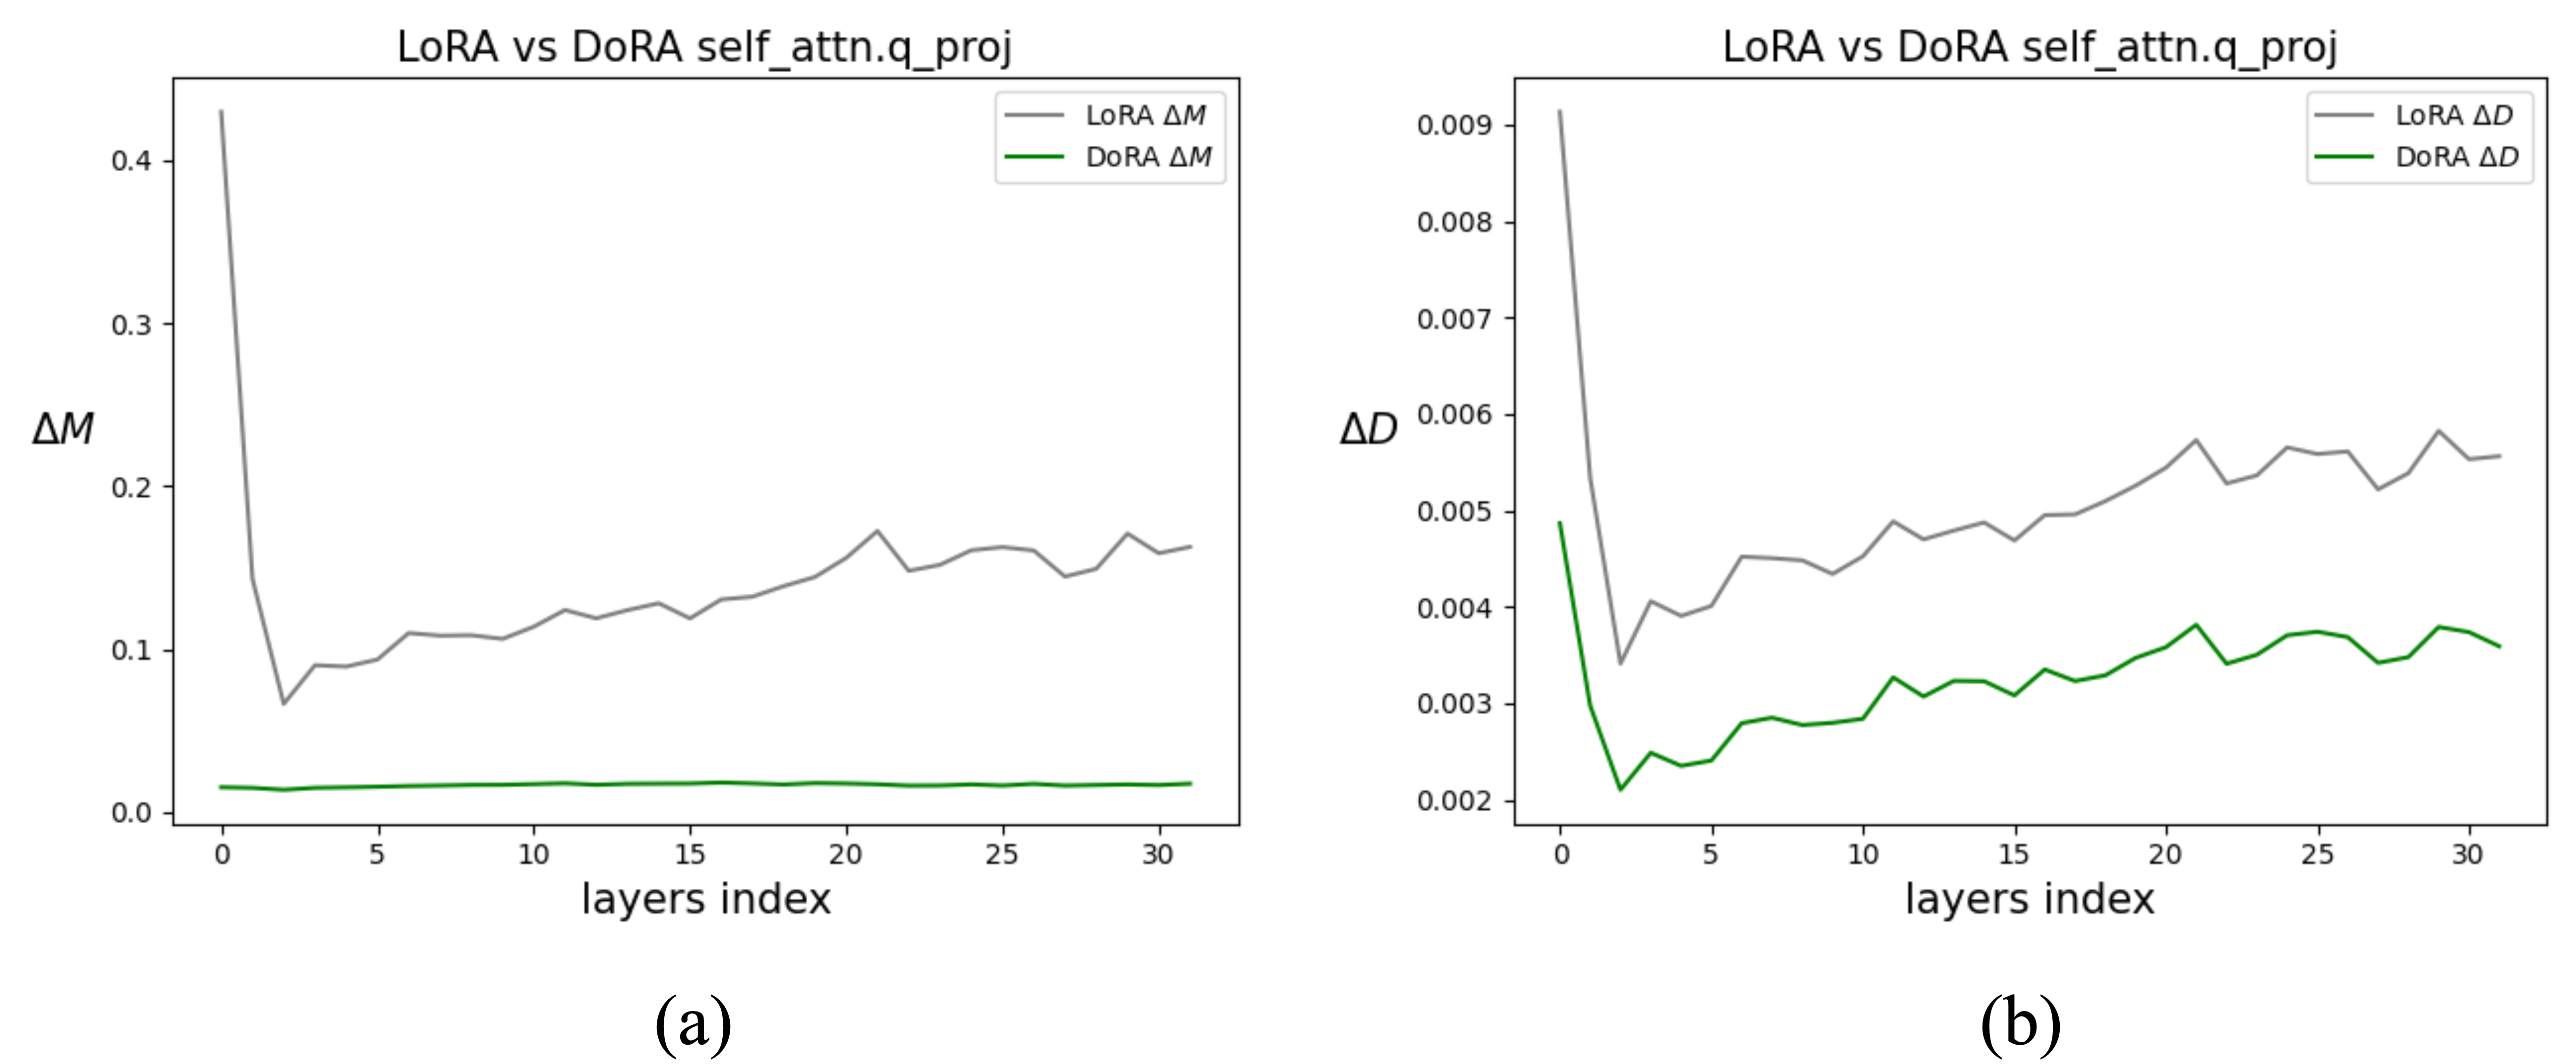 LoRA vs DoRA self_attn.q_proj
LoRA ΔM
DoRA ΔM
0.4
0.3
0.2
0.1
0.0
ΔM
0 5 10 15 20 25 30
layers index
(a)
LoRA vs DoRA self_attn.q_proj
LoRA ΔD
DoRA ΔD
0.009
0.008
0.007
0.006
0.005
0.004
0.003
0.002
ΔD
0 5 10 15 20 25 30
layers index
(b)